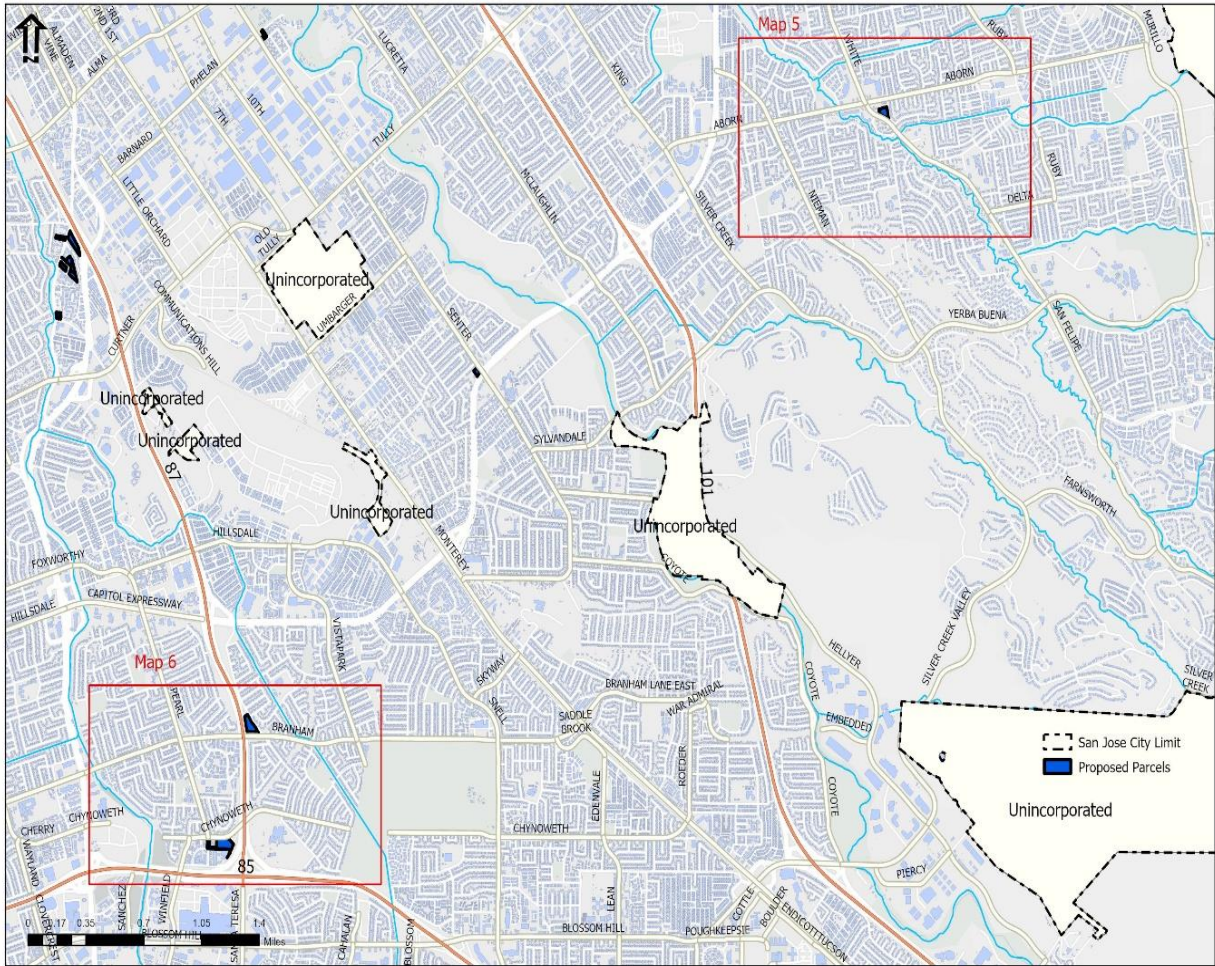 Map 5
N
3RD
2ND
1ST
ALMADEN
VINE
ALMA
PHELAN
10TH
7TH
BARNARD
LITTLE ORCHARD
OLD
TULLY
TULLY
LUCRETIA
KING
WHITE
RUBY
MURILLO
ABORN
ABORN
MCLAUGHLIN
SILVER CREEK
NIEMAN
RUBY
DELTA
Unincorporated
UMBARGER
COMMUNICATIONS HILL
CURTNER
SENTER
YERBA BUENA
SAN FELIPE
Unincorporated
Unincorporated
87
SYLVANDALE
101
Unincorporated
Unincorporated
COYOTE
FARNSWORTH
FOXWORTHY
HILLSDALE
HILLSDALE
CAPITOL EXPRESSWAY
MONTEREY
VISTAPARK
SKYWAY
SNELL
HELLYER
SILVER CREEK VALLEY
SILVER
CREEK
Map 6
PEARL
BRANHAM
BRANHAM LANE EAST
WAR ADMIRAL
SADDLE
BROOK
ROEDER
EDENVALE
COYOTE
EMBEDDED
COYOTE
San Jose City Limit
Proposed Parcels
Unincorporated
CHYNOWETH
CHERRY
WAYLAND
CLOVERCREST
CHYNOWETH
CHYNOWETH
85
SANCHEZ
WINFIELD
SANTA TERESA
CAHALAN
BLOSSOM
LEAN
PIERCY
COTTLE
BOULDER
ENDICOTT
TUCSON
BLOSSOM HILL
BLOSSOM HILL
POUGHKEEPSIE
0 0.17 0.35 0.7 1.05 1.4
Miles